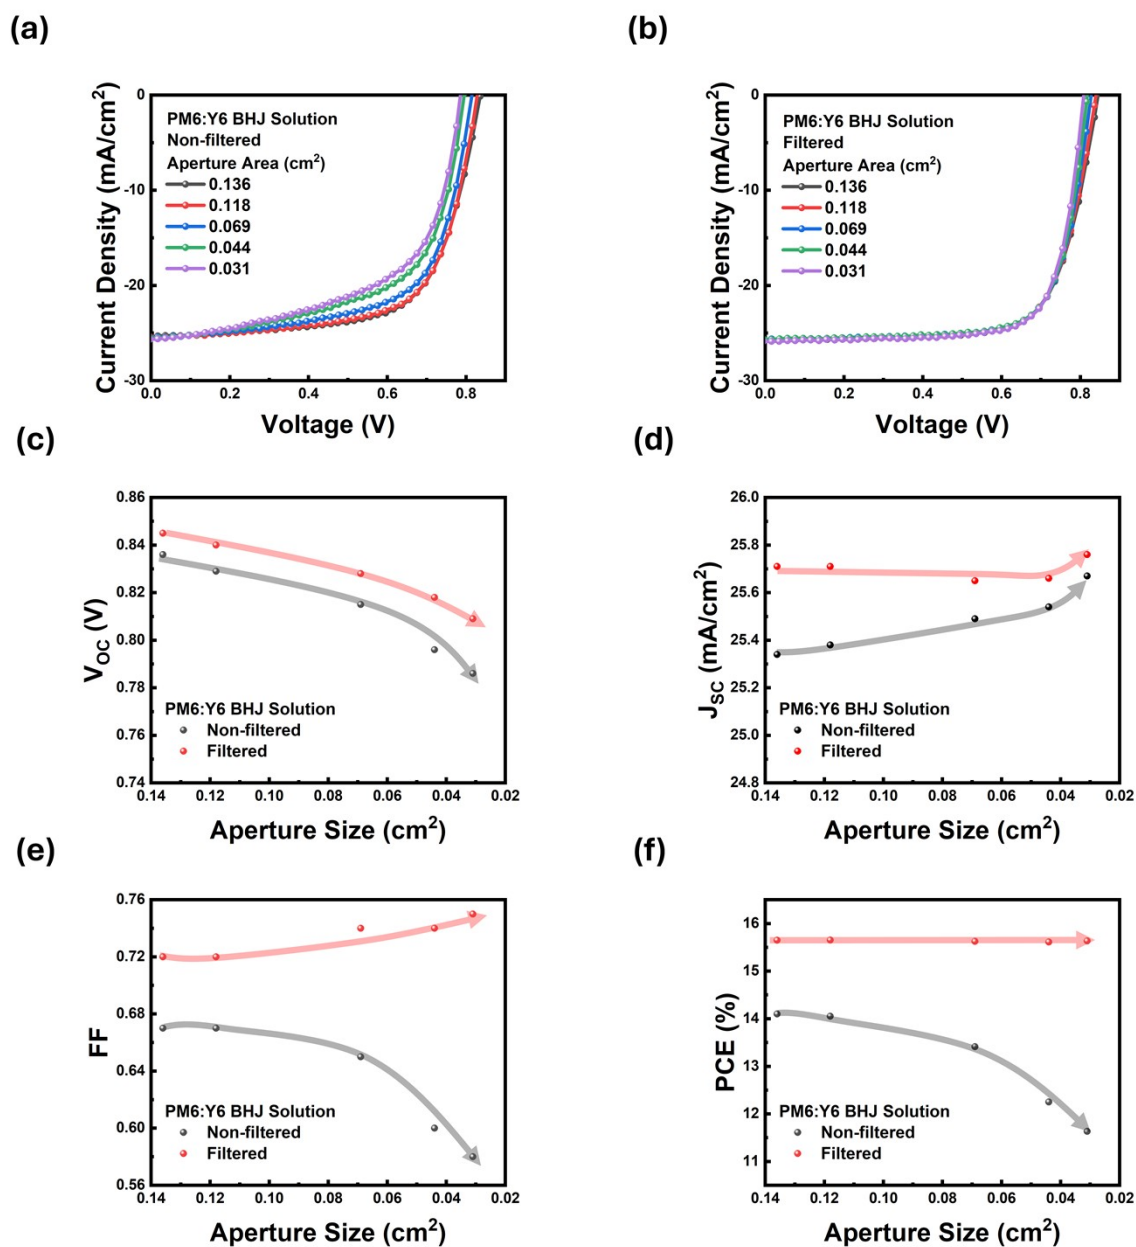 (a)
Current Density (mA/cm²)
0
-10
-20
-30
PM6:Y6 BHJ Solution
Non-filtered
Aperture Area (cm²)
0.136
0.118
0.069
0.044
0.031
0.0 0.2 0.4 0.6 0.8
Voltage (V)
(b)
Current Density (mA/cm²)
0
-10
-20
-30
PM6:Y6 BHJ Solution
Filtered
Aperture Area (cm²)
0.136
0.118
0.069
0.044
0.031
0.0 0.2 0.4 0.6 0.8
Voltage (V)
(c)
V_OC (V)
0.86
0.84
0.82
0.80
0.78
0.76
0.74
PM6:Y6 BHJ Solution
Non-filtered
Filtered
0.14 0.12 0.10 0.08 0.06 0.04 0.02
Aperture Size (cm²)
(d)
J_SC (mA/cm²)
26.0
25.8
25.6
25.4
25.2
25.0
24.8
PM6:Y6 BHJ Solution
Non-filtered
Filtered
0.14 0.12 0.10 0.08 0.06 0.04 0.02
Aperture Size (cm²)
(e)
FF
0.76
0.72
0.68
0.64
0.60
0.56
PM6:Y6 BHJ Solution
Non-filtered
Filtered
0.14 0.12 0.10 0.08 0.06 0.04 0.02
Aperture Size (cm²)
(f)
PCE (%)
16
15
14
13
12
11
PM6:Y6 BHJ Solution
Non-filtered
Filtered
0.14 0.12 0.10 0.08 0.06 0.04 0.02
Aperture Size (cm²)